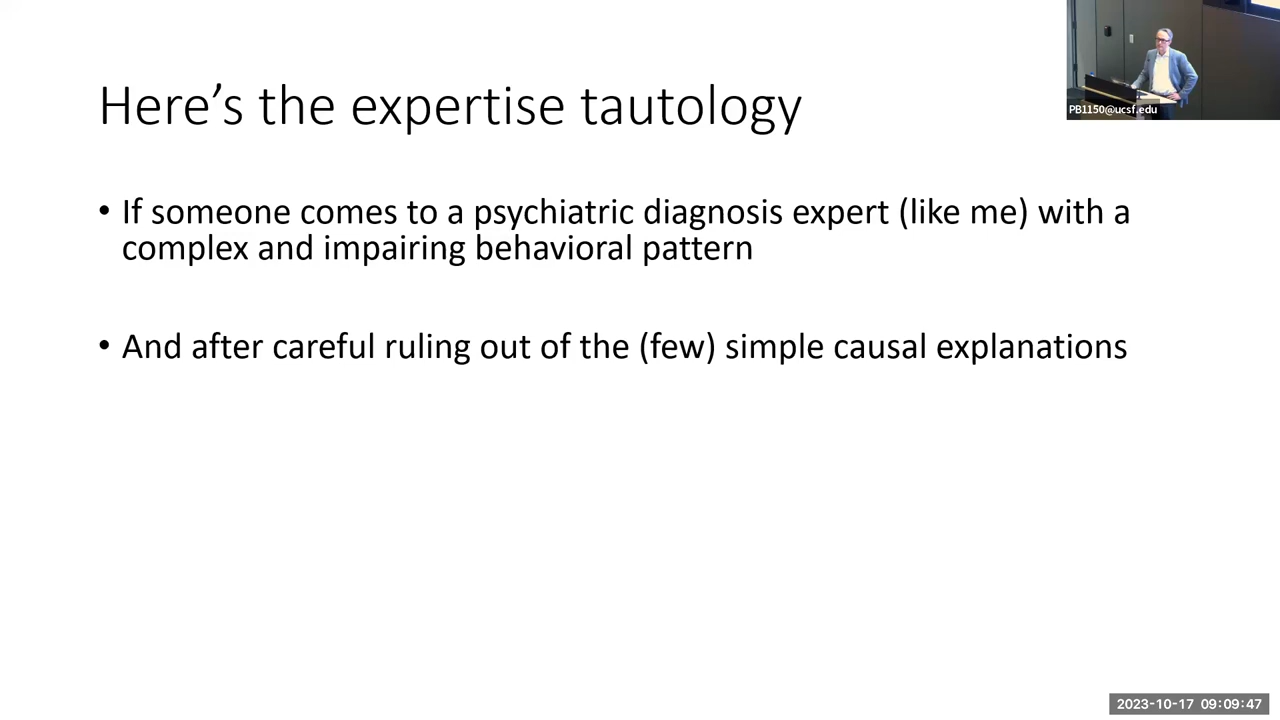 Here’s the expertise tautology
PB1150@ucsf.edu
• If someone comes to a psychiatric diagnosis expert (like me) with a
complex and impairing behavioral pattern
• And after careful ruling out of the (few) simple causal explanations
2023-10-17 09:09:47